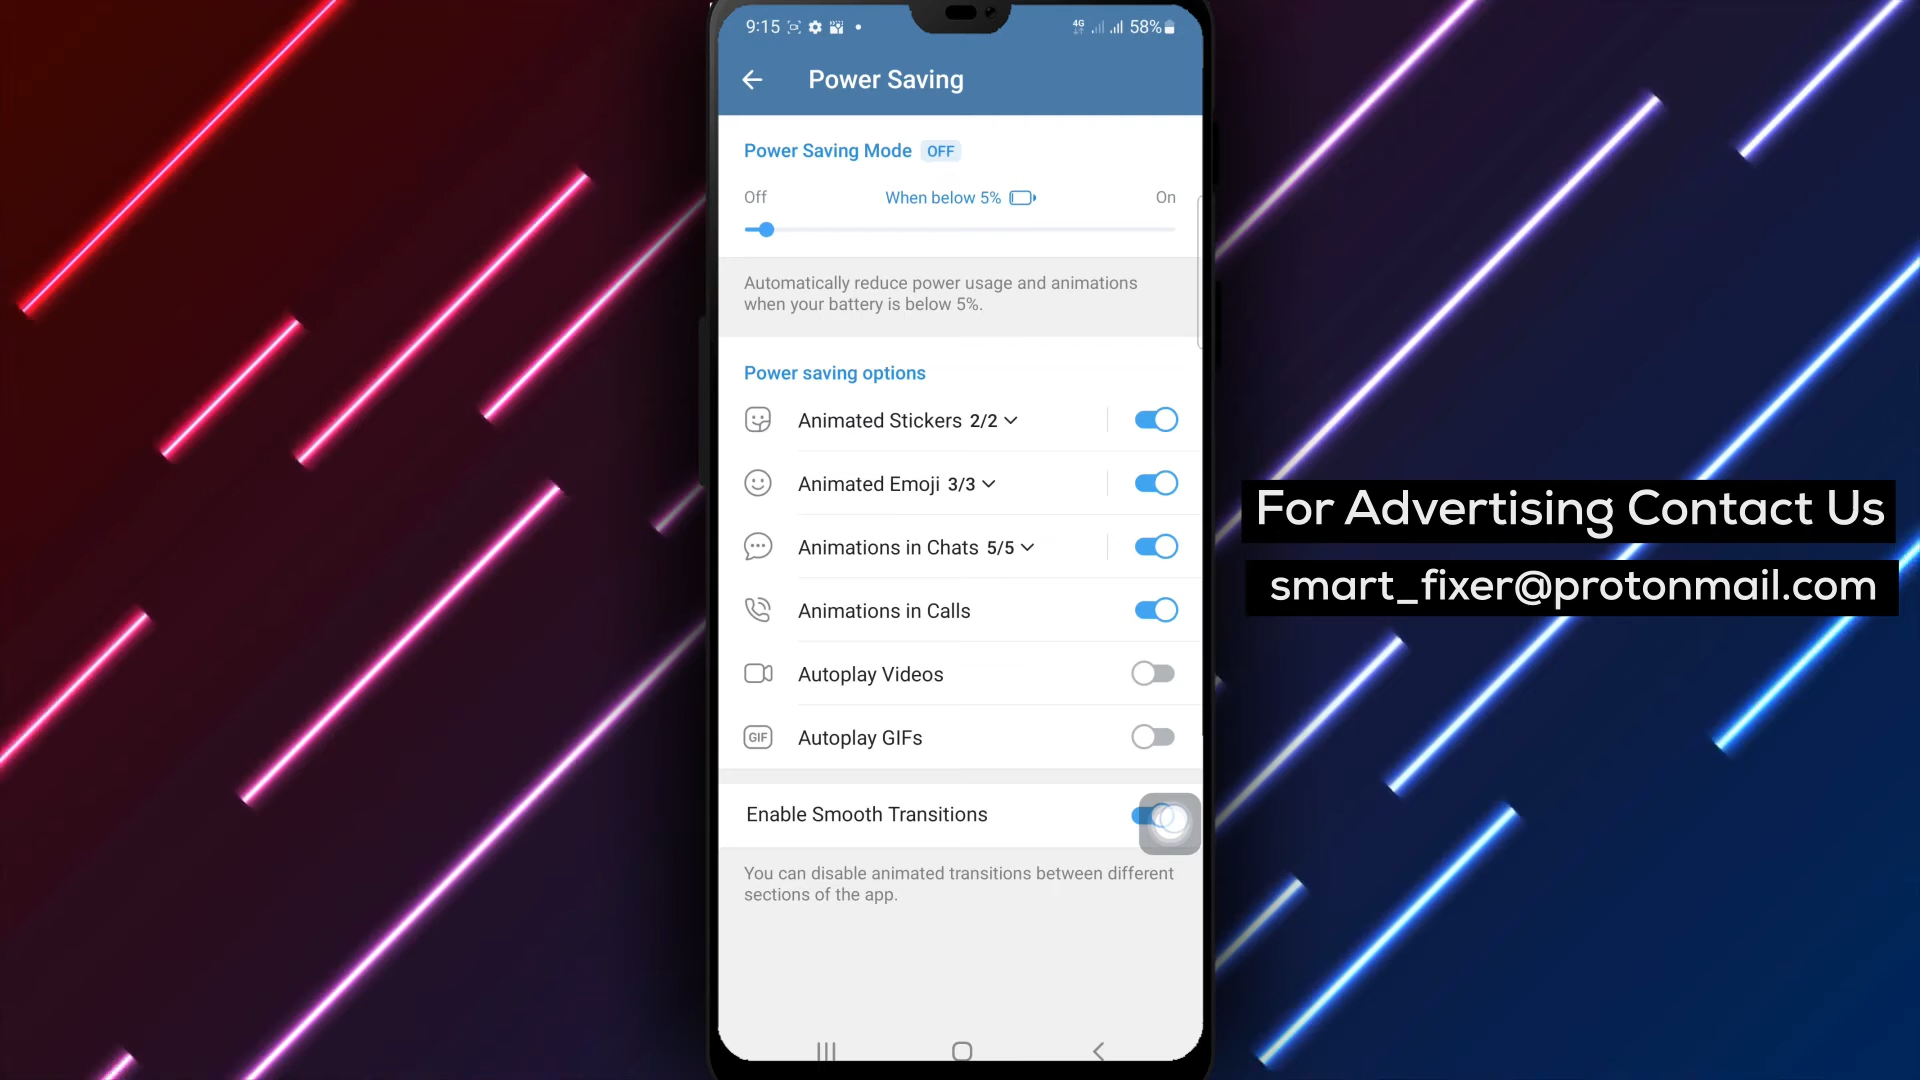 9:15
4G
58%
Power Saving
Power Saving Mode OFF
Off
When below 5%
On
Automatically reduce power usage and animations
when your battery is below 5%.
Power saving options
Animated Stickers 2/2
Animated Emoji 3/3
Animations in Chats 5/5
Animations in Calls
Autoplay Videos
GIF
Autoplay GIFs
Enable Smooth Transitions
You can disable animated transitions between different
sections of the app.
For Advertising Contact Us
smart_fixer@protonmail.com